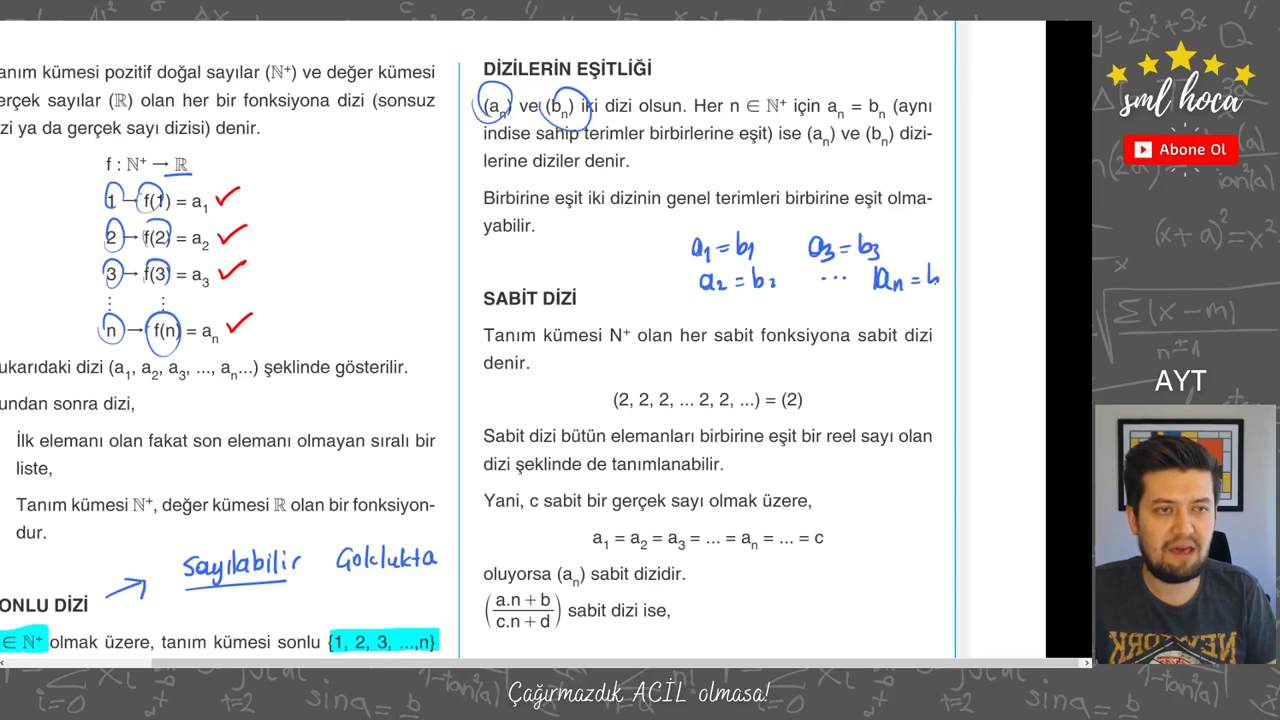 anım kümesi pozitif doğal sayılar (ℕ⁺) ve değer kümesi
erçek sayılar (ℝ) olan her bir fonksiyona dizi (sonsuz
zi ya da gerçek sayı dizisi) denir.
f : ℕ⁺ → ℝ
1 → f(1) = a₁
2 → f(2) = a₂
3 → f(3) = a₃
⋮ ⋮
n → f(n) = aₙ
ukarıdaki dizi (a₁, a₂, a₃, ..., aₙ...) şeklinde gösterilir.
undan sonra dizi,
İlk elemanı olan fakat son elemanı olmayan sıralı bir
liste,
Tanım kümesi ℕ⁺, değer kümesi ℝ olan bir fonksiyon-
dur.
sayılabilir Çoklukta
ONLU DİZİ
∈ ℕ⁺ olmak üzere, tanım kümesi sonlu {1, 2, 3, ...,n}
DİZİLERİN EŞİTLİĞİ
(aₙ) ve (bₙ) iki dizi olsun. Her n ∈ ℕ⁺ için aₙ = bₙ (aynı
indise sahip terimler birbirlerine eşit) ise (aₙ) ve (bₙ) dizi-
lerine diziler denir.
Birbirine eşit iki dizinin genel terimleri birbirine eşit olma-
yabilir.
a₁ = b₁ a₃ = b₃
a₂ = b₂ ... aₙ = b
SABİT DİZİ
Tanım kümesi N⁺ olan her sabit fonksiyona sabit dizi
denir.
(2, 2, 2, ... 2, 2, ...) = (2)
Sabit dizi bütün elemanları birbirine eşit bir reel sayı olan
dizi şeklinde de tanımlanabilir.
Yani, c sabit bir gerçek sayı olmak üzere,
a₁ = a₂ = a₃ = ... = aₙ = ... = c
oluyorsa (aₙ) sabit dizidir.
(a.n + b / c.n + d) sabit dizi ise,
sml hoca
Abone Ol
AYT
Çağırmazdık ACİL olmasa!